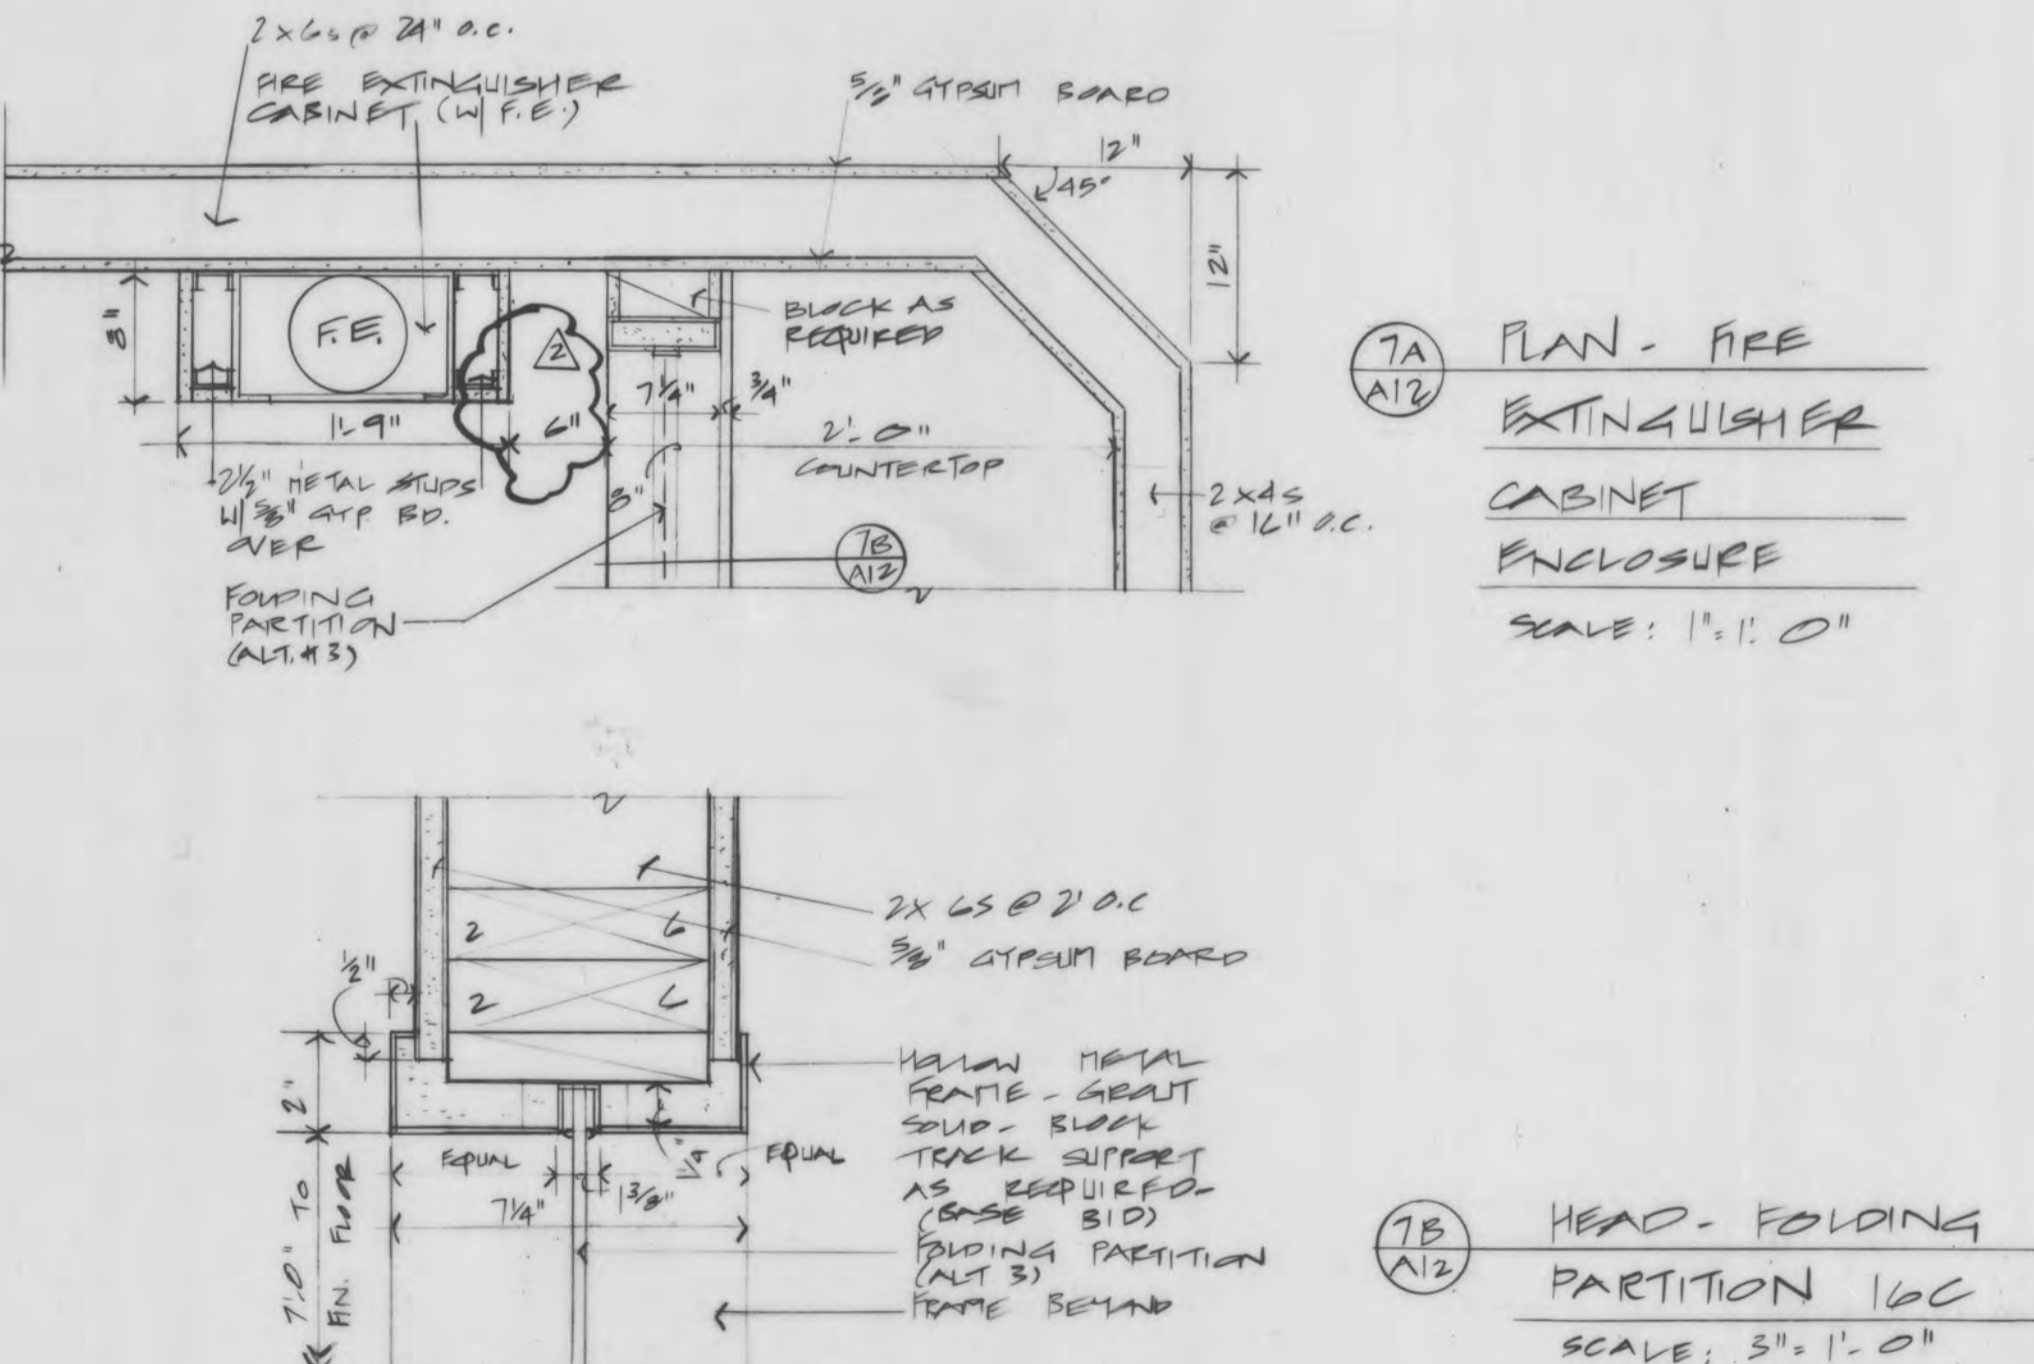 2x6s @ 24" O.C.
FIRE EXTINGUISHER
CABINET (W/ F.E.)
5/8" GYPSUM BOARD
12"
45°
12"
8"
F.E.
2
BLOCK AS
REQUIRED
7 1/4"
3/4"
1'-9"
6"
2'-0"
COUNTERTOP
8"
2 1/2" METAL STUDS
W/ 5/8" GYP. BD.
OVER
2x4s
@ 16" O.C.
7B
A12
FOLDING
PARTITION
(ALT. #3)
7A
A12
PLAN - FIRE
EXTINGUISHER
CABINET
ENCLOSURE
SCALE: 1"=1'-0"
2X6S @ 2' O.C
5/8" GYPSUM BOARD
2 6
2 6
1/2"
2"
HOLLOW METAL
FRAME - GROUT
SOLID - BLOCK
TRACK SUPPORT
AS REQUIRED-
(BASE BID)
FOLDING PARTITION
(ALT 3)
FRAME BEYOND
EQUAL
EQUAL
1 3/8"
7 1/4"
7'-0" TO
FIN. FLOOR
7B
A12
HEAD - FOLDING
PARTITION 16C
SCALE: 3"=1'-0"